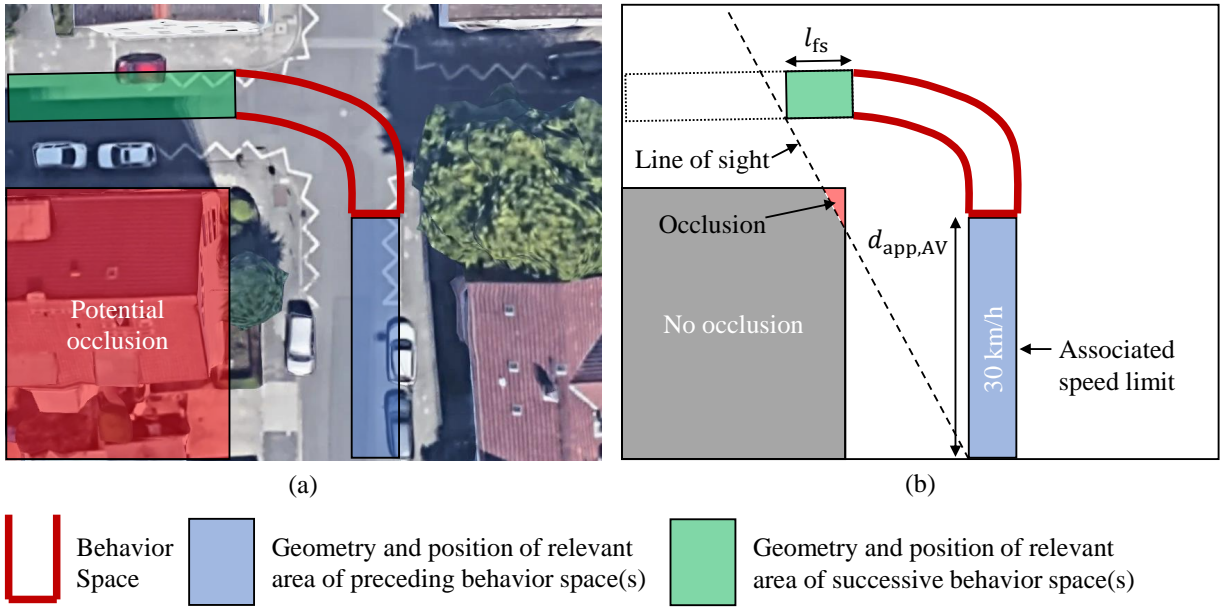 Potential
occlusion
(a)
l_fs
Line of sight
Occlusion
d_app,AV
No occlusion
30 km/h
Associated
speed limit
(b)
Behavior
Space
Geometry and position of relevant
area of preceding behavior space(s)
Geometry and position of relevant
area of successive behavior space(s)